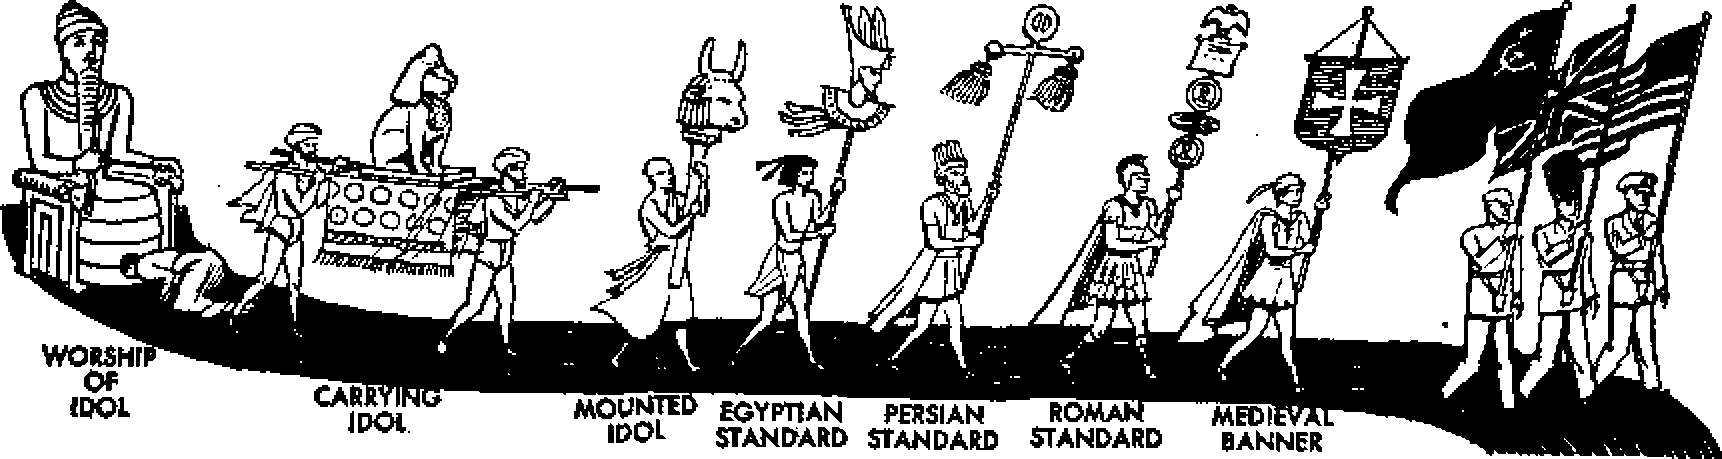 WORSHIP
OF
IDOL
CARRYING
IDOL
MOUNTED
IDOL
EGYPTIAN
STANDARD
PERSIAN
STANDARD
ROMAN
STANDARD
MEDIEVAL
BANNER